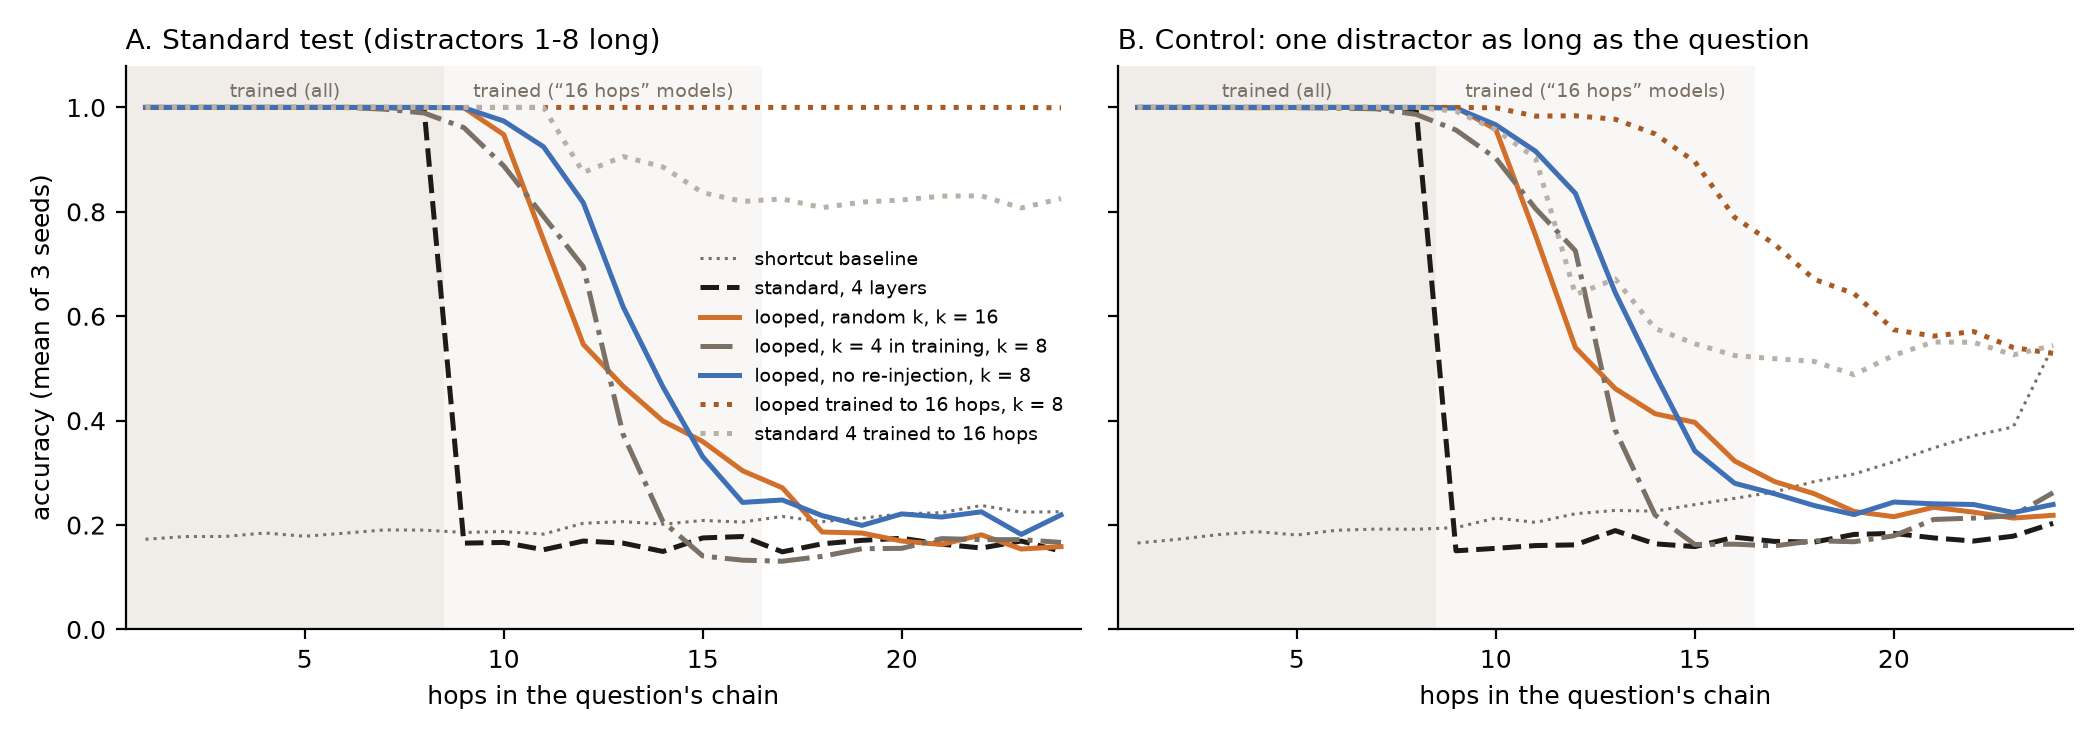 A. Standard test (distractors 1-8 long)
trained (all)
trained (“16 hops” models)
accuracy (mean of 3 seeds)
1.0
0.8
0.6
0.4
0.2
0.0
shortcut baseline
standard, 4 layers
looped, random k, k = 16
looped, k = 4 in training, k = 8
looped, no re-injection, k = 8
looped trained to 16 hops, k = 8
standard 4 trained to 16 hops
5
10
15
20
hops in the question's chain
B. Control: one distractor as long as the question
trained (all)
trained (“16 hops” models)
5
10
15
20
hops in the question's chain